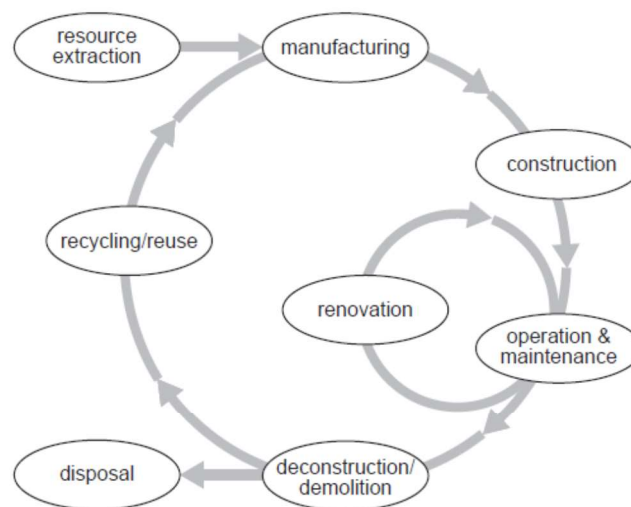 resource
extraction
manufacturing
construction
recycling/reuse
renovation
operation &
maintenance
disposal
deconstruction/
demolition